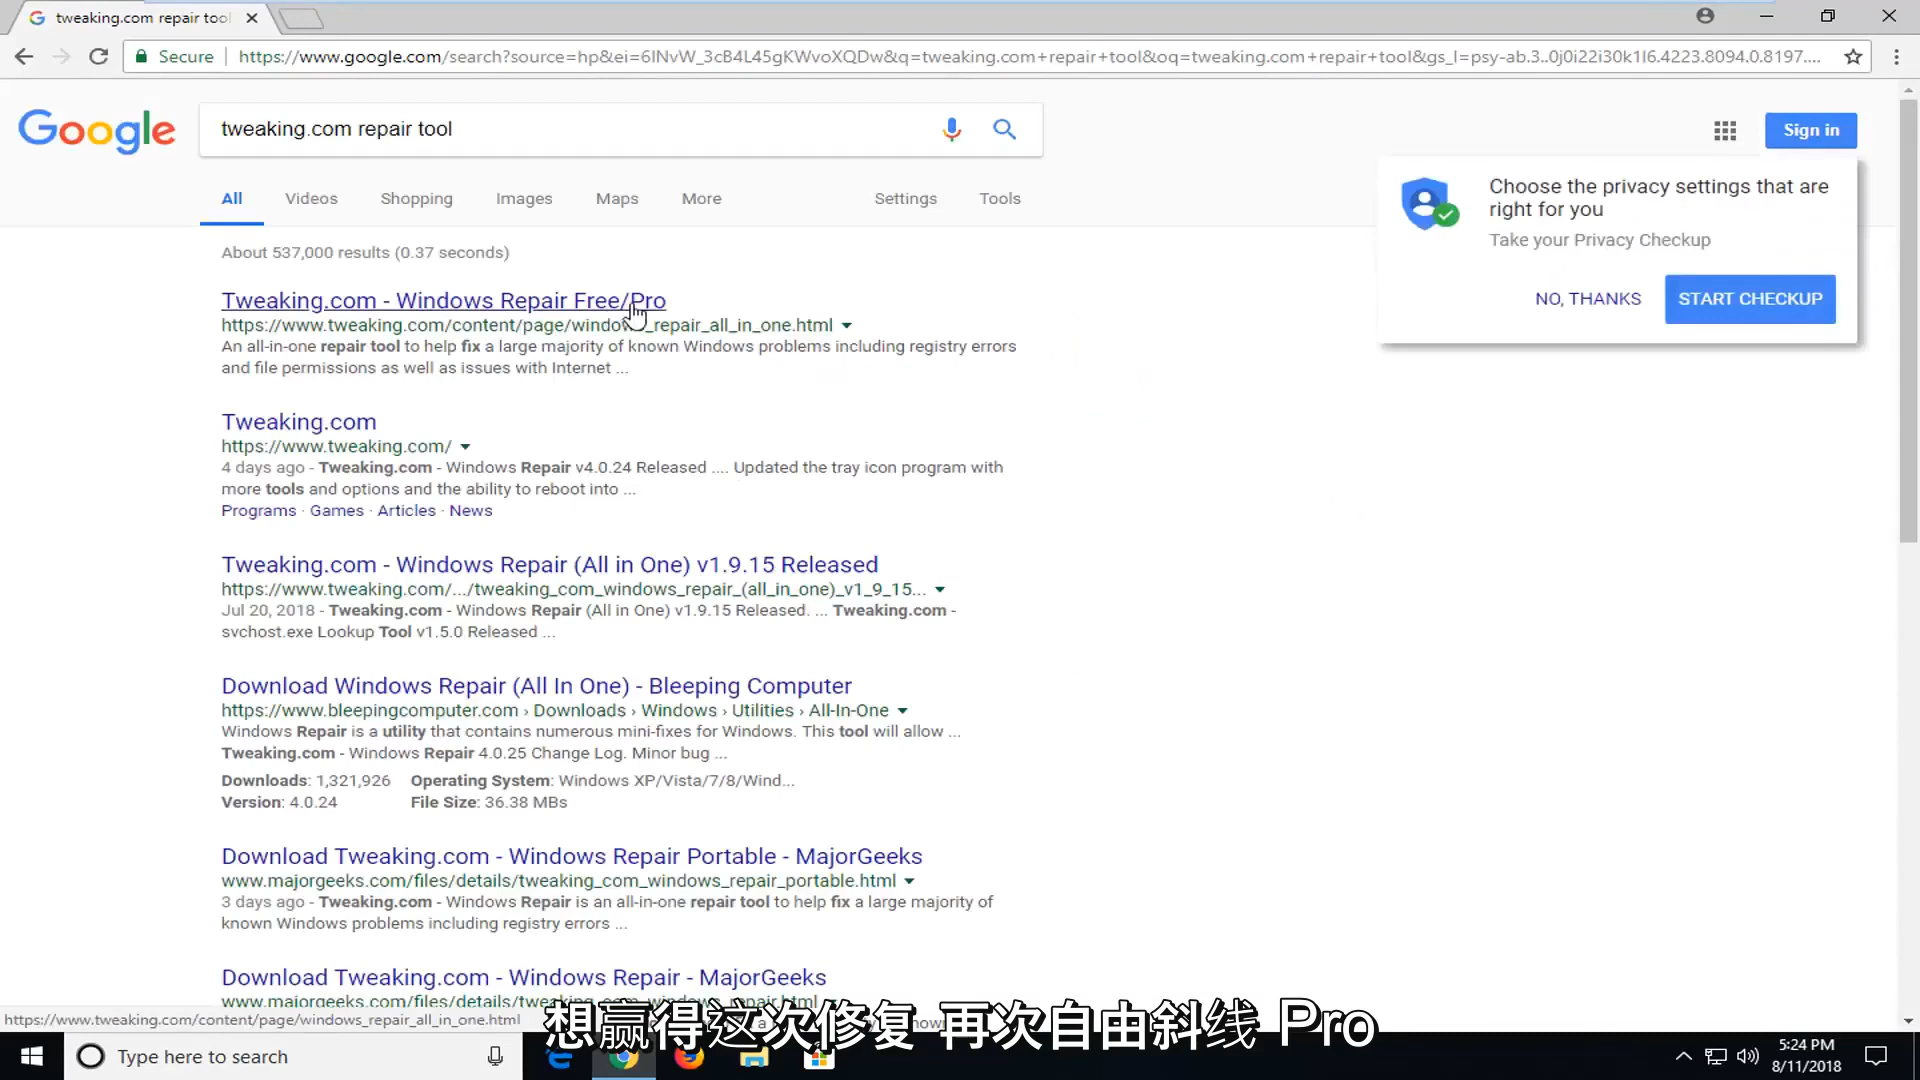 tweaking.com repair tool
Secure
https://www.google.com/search?source=hp&ei=6INvW_3cB4L45gKWvoXQDw&q=tweaking.com+repair+tool&oq=tweaking.com+repair+tool&gs_l=psy-ab.3..0j0i22i30k1l6.4223.8094.0.8197....
Google
tweaking.com repair tool
Sign in
All Videos Shopping Images Maps More Settings Tools
Choose the privacy settings that are
right for you
Take your Privacy Checkup
NO, THANKS START CHECKUP
About 537,000 results (0.37 seconds)
Tweaking.com - Windows Repair Free/Pro
https://www.tweaking.com/content/page/windows_repair_all_in_one.html
An all-in-one repair tool to help fix a large majority of known Windows problems including registry errors
and file permissions as well as issues with Internet ...
Tweaking.com
https://www.tweaking.com/
4 days ago - Tweaking.com - Windows Repair v4.0.24 Released .... Updated the tray icon program with
more tools and options and the ability to reboot into ...
Programs · Games · Articles · News
Tweaking.com - Windows Repair (All in One) v1.9.15 Released
https://www.tweaking.com/.../tweaking_com_windows_repair_(all_in_one)_v1_9_15...
Jul 20, 2018 - Tweaking.com - Windows Repair (All in One) v1.9.15 Released. ... Tweaking.com -
svchost.exe Lookup Tool v1.5.0 Released ...
Download Windows Repair (All In One) - Bleeping Computer
https://www.bleepingcomputer.com › Downloads › Windows › Utilities › All-In-One
Windows Repair is a utility that contains numerous mini-fixes for Windows. This tool will allow ...
Tweaking.com - Windows Repair 4.0.25 Change Log. Minor bug ...
Downloads: 1,321,926 Operating System: Windows XP/Vista/7/8/Wind...
Version: 4.0.24 File Size: 36.38 MBs
Download Tweaking.com - Windows Repair Portable - MajorGeeks
www.majorgeeks.com/files/details/tweaking_com_windows_repair_portable.html
3 days ago - Tweaking.com - Windows Repair is an all-in-one repair tool to help fix a large majority of
known Windows problems including registry errors ...
Download Tweaking.com - Windows Repair - MajorGeeks
www.majorgeeks.com/files/details/tweaking_com_windows_repair.html
https://www.tweaking.com/content/page/windows_repair_all_in_one.html
想赢得这次修复 再次自由斜线 Pro
Type here to search
5:24 PM
8/11/2018